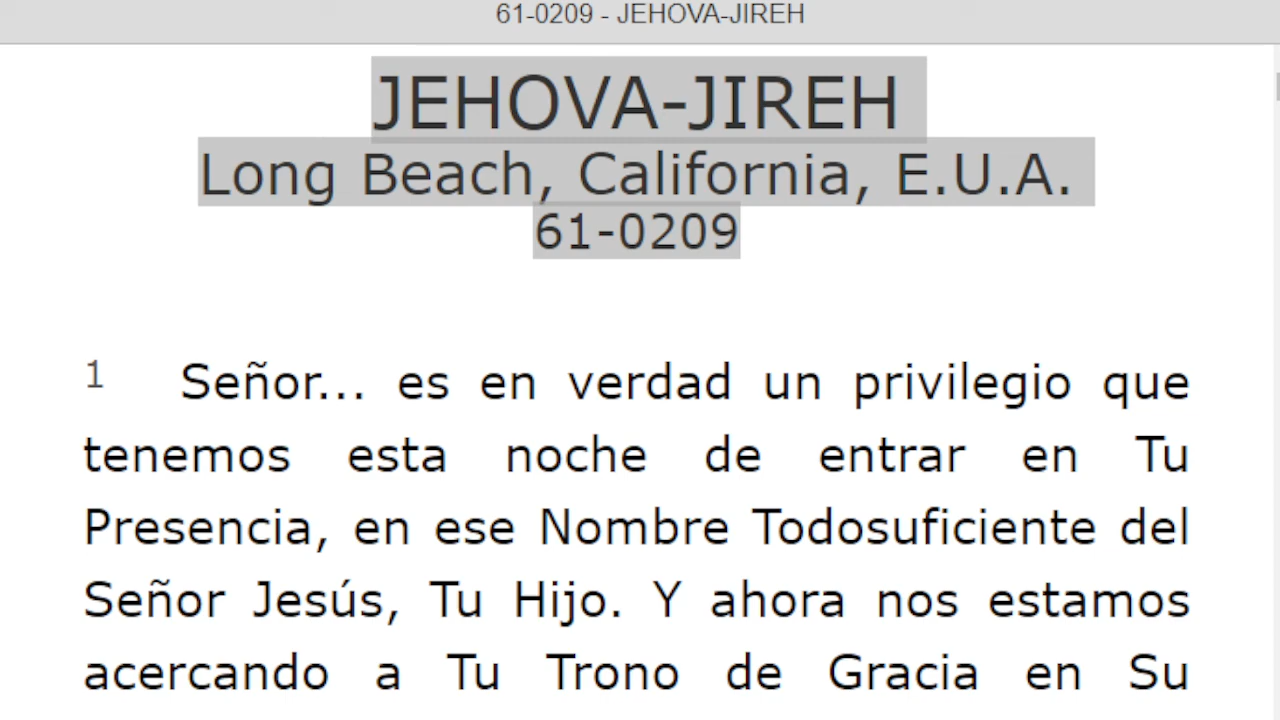 61-0209 - JEHOVA-JIREH
JEHOVA-JIREH
Long Beach, California, E.U.A.
61-0209
1 Señor... es en verdad un privilegio que
tenemos esta noche de entrar en Tu
Presencia, en ese Nombre Todosuficiente del
Señor Jesús, Tu Hijo. Y ahora nos estamos
acercando a Tu Trono de Gracia en Su